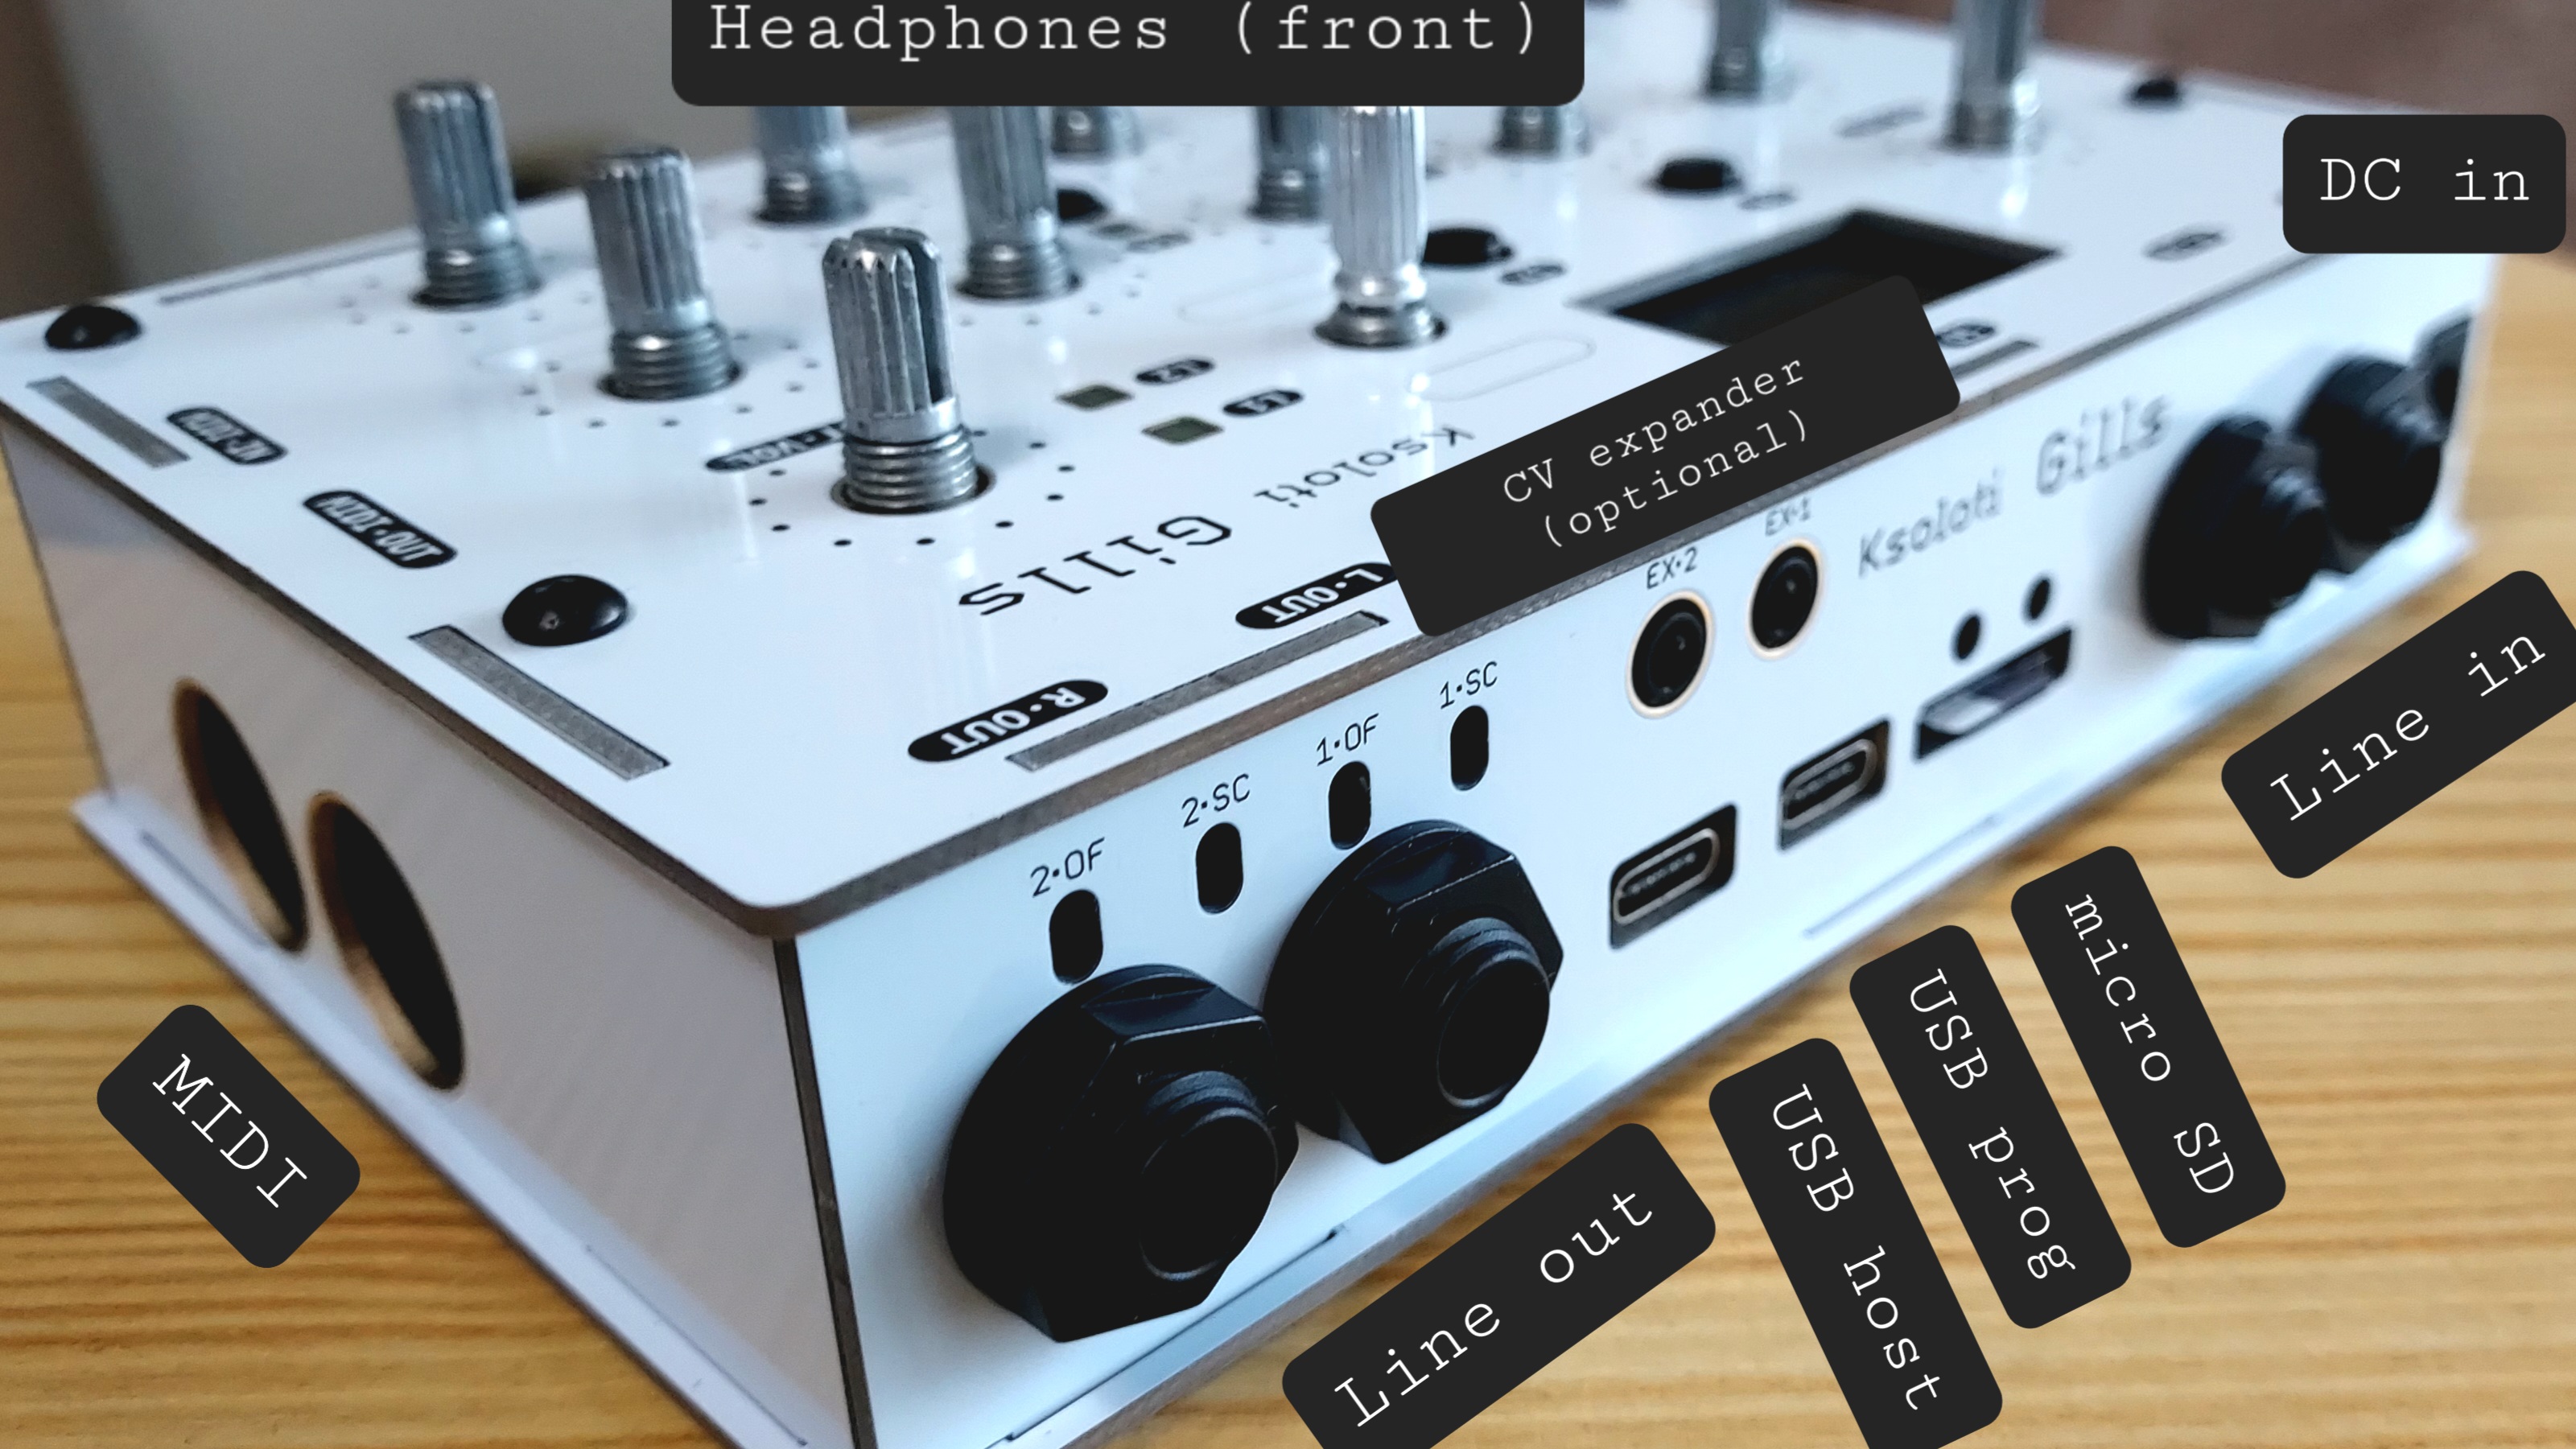 Headphones (front)
DC in
MIDI•IN
MIDI•OUT
Ksoloti
Gills
L•OUT
R•OUT
CV expander
(optional)
EX•2
EX•1
Ksoloti Gills
2•OF
2•SC
1•OF
1•SC
Line in
micro SD
USB prog
USB host
Line out
MIDI